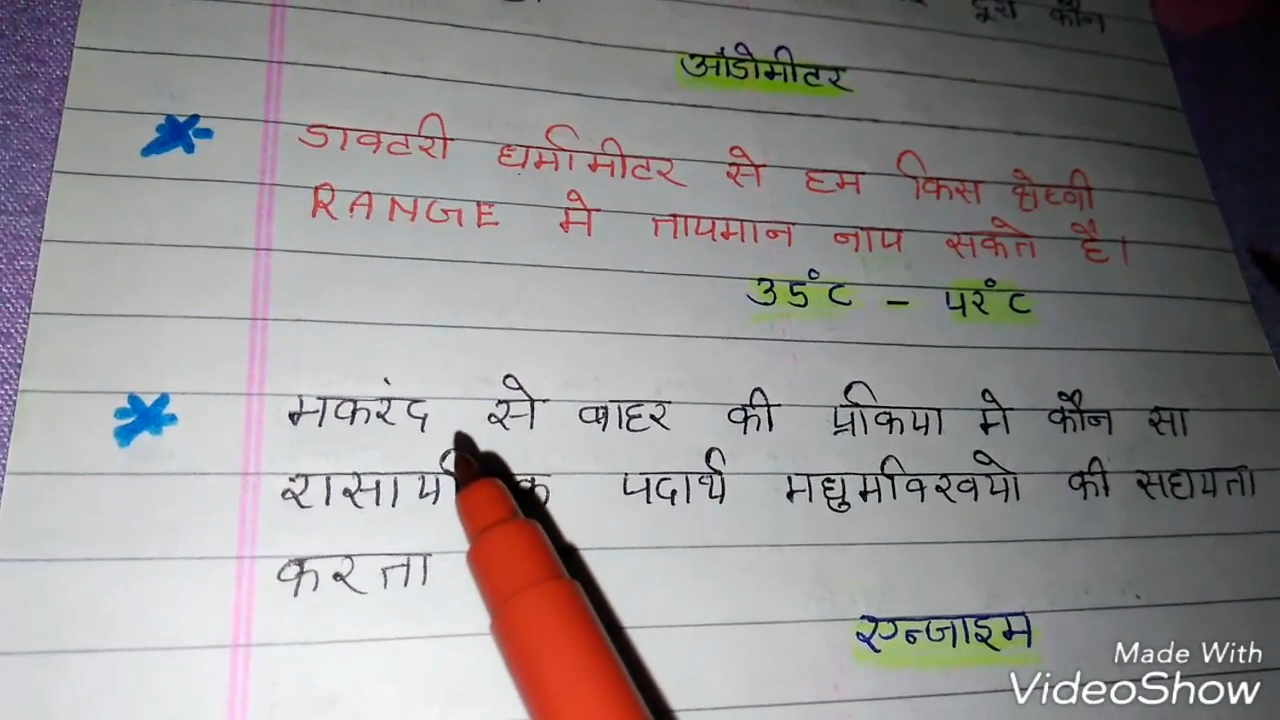 कौन
ऑडोमीटर
डाक्टरी थर्मामीटर से हम किस श्रेणी
RANGE मे तापमान नाप सकते है।
35°C - 42°C
मकरंद से बाहर की प्रकिया मे कौन सा
पदार्थ मधुमक्खियो की सहायता
करता
एन्जाइम
Made With
VideoShow